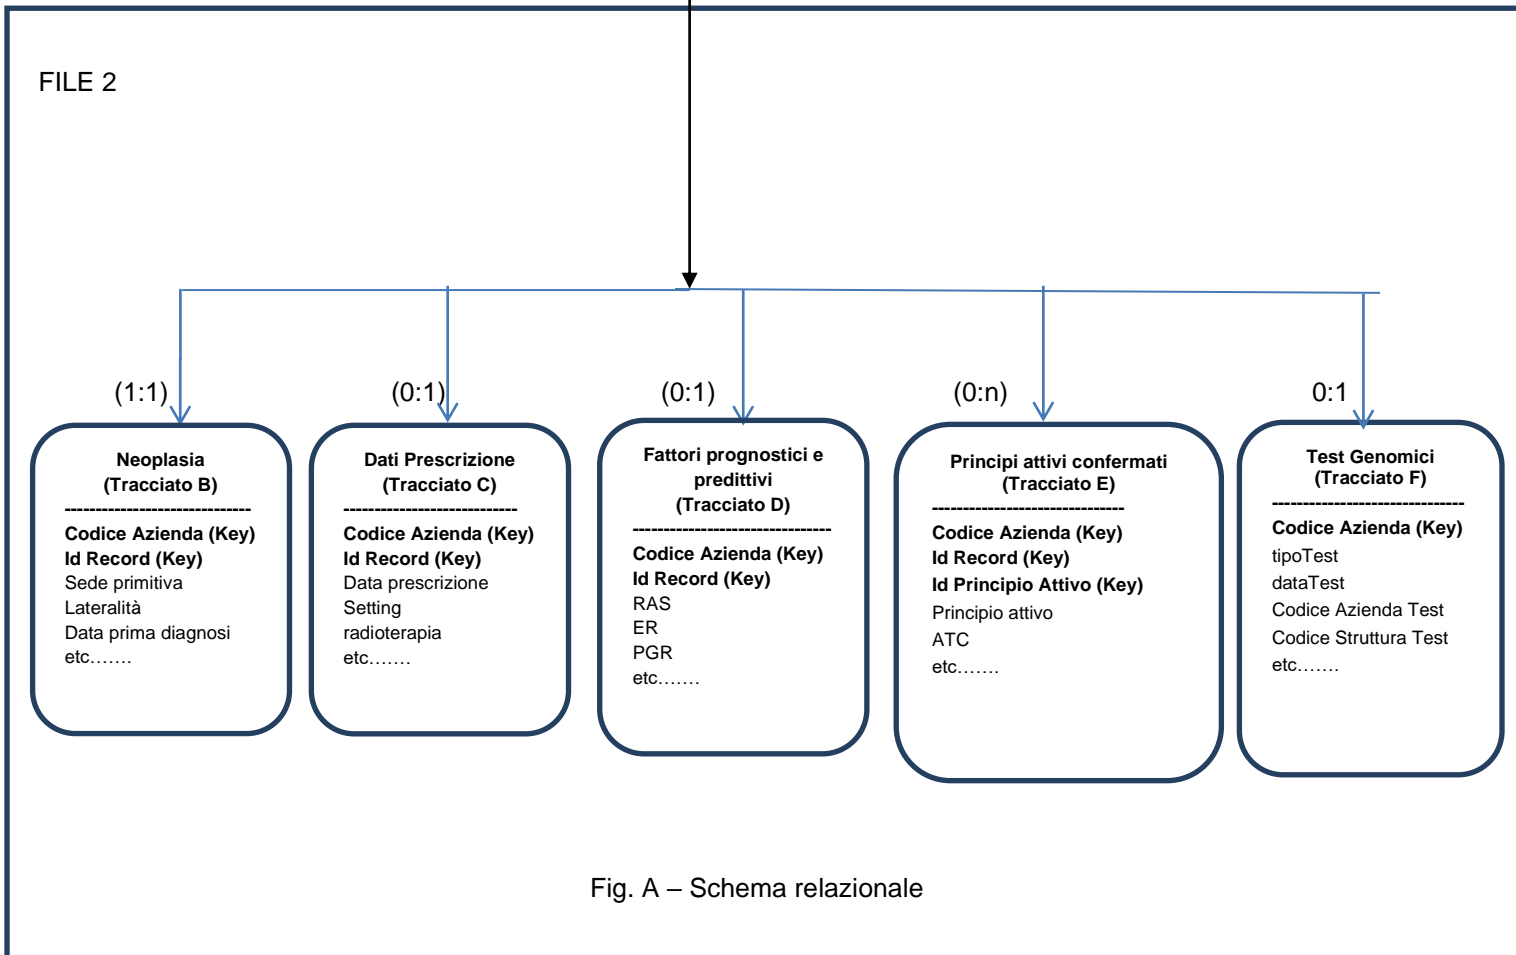 FILE 2
(1:1)
(0:1)
(0:1)
(0:n)
0:1
Neoplasia
(Tracciato B)
-------------------------------
Codice Azienda (Key)
Id Record (Key)
Sede primitiva
Lateralità
Data prima diagnosi
etc…….
Dati Prescrizione
(Tracciato C)
-----------------------------
Codice Azienda (Key)
Id Record (Key)
Data prescrizione
Setting
radioterapia
etc…….
Fattori prognostici e
predittivi
(Tracciato D)
---------------------------------
Codice Azienda (Key)
Id Record (Key)
RAS
ER
PGR
etc…….
Principi attivi confermati
(Tracciato E)
--------------------------------
Codice Azienda (Key)
Id Record (Key)
Id Principio Attivo (Key)
Principio attivo
ATC
etc…….
Test Genomici
(Tracciato F)
--------------------------------
Codice Azienda (Key)
tipoTest
dataTest
Codice Azienda Test
Codice Struttura Test
etc…….
Fig. A – Schema relazionale